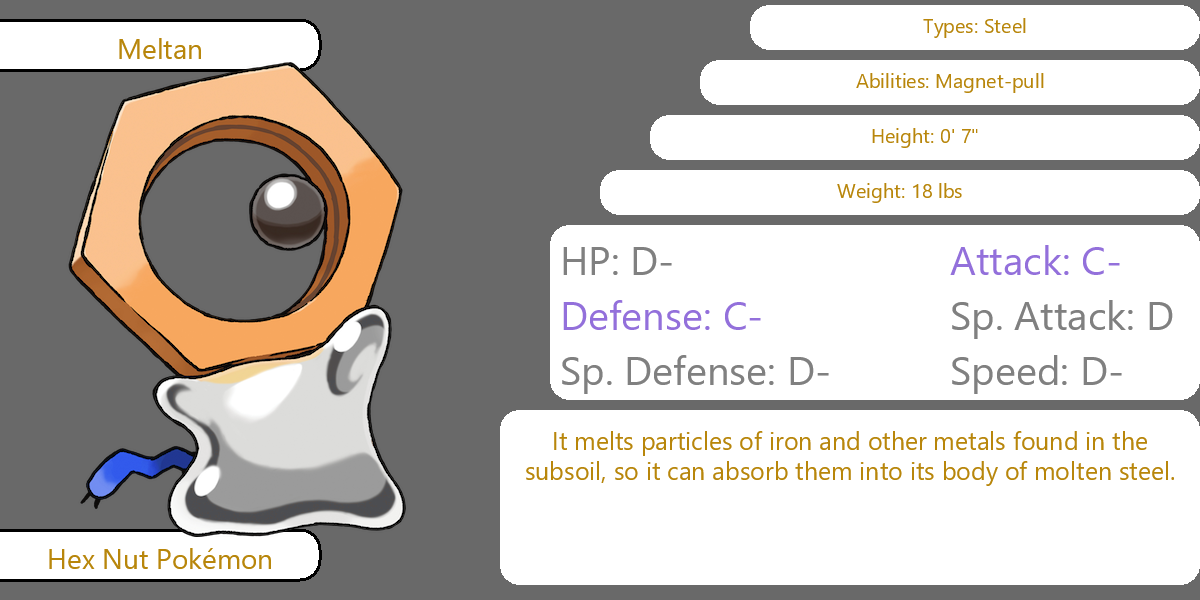 Meltan
Hex Nut Pokémon
Types: Steel
Abilities: Magnet-pull
Height: 0' 7"
Weight: 18 lbs
HP: D-
Attack: C-
Defense: C-
Sp. Attack: D
Sp. Defense: D-
Speed: D-
It melts particles of iron and other metals found in the
subsoil, so it can absorb them into its body of molten steel.